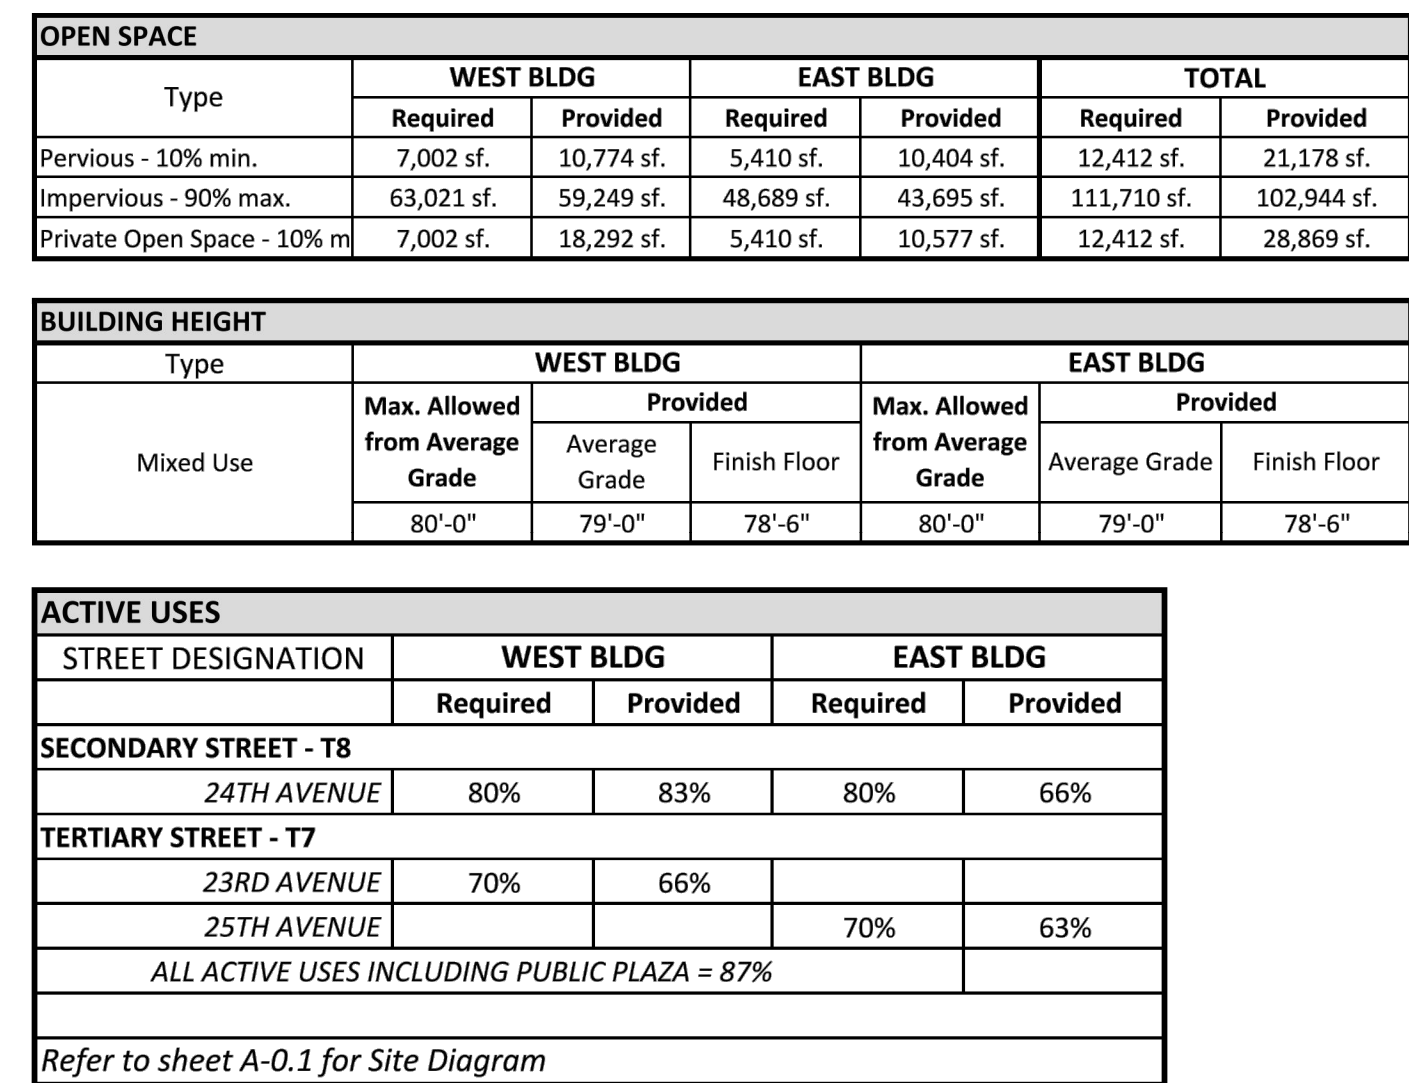 OPEN SPACE
Type WEST BLDG EAST BLDG TOTAL
Required Provided Required Provided Required Provided
Pervious - 10% min. 7,002 sf. 10,774 sf. 5,410 sf. 10,404 sf. 12,412 sf. 21,178 sf.
Impervious - 90% max. 63,021 sf. 59,249 sf. 48,689 sf. 43,695 sf. 111,710 sf. 102,944 sf.
Private Open Space - 10% m 7,002 sf. 18,292 sf. 5,410 sf. 10,577 sf. 12,412 sf. 28,869 sf.
BUILDING HEIGHT
Type WEST BLDG EAST BLDG
Mixed Use
Max. Allowed
from Average
Grade
Provided
Average
Grade
Finish Floor
Max. Allowed
from Average
Grade
Provided
Average Grade Finish Floor
80'-0" 79'-0" 78'-6" 80'-0" 79'-0" 78'-6"
ACTIVE USES
STREET DESIGNATION WEST BLDG EAST BLDG
Required Provided Required Provided
SECONDARY STREET - T8
24TH AVENUE 80% 83% 80% 66%
TERTIARY STREET - T7
23RD AVENUE 70% 66%
25TH AVENUE 70% 63%
ALL ACTIVE USES INCLUDING PUBLIC PLAZA = 87%
Refer to sheet A-0.1 for Site Diagram